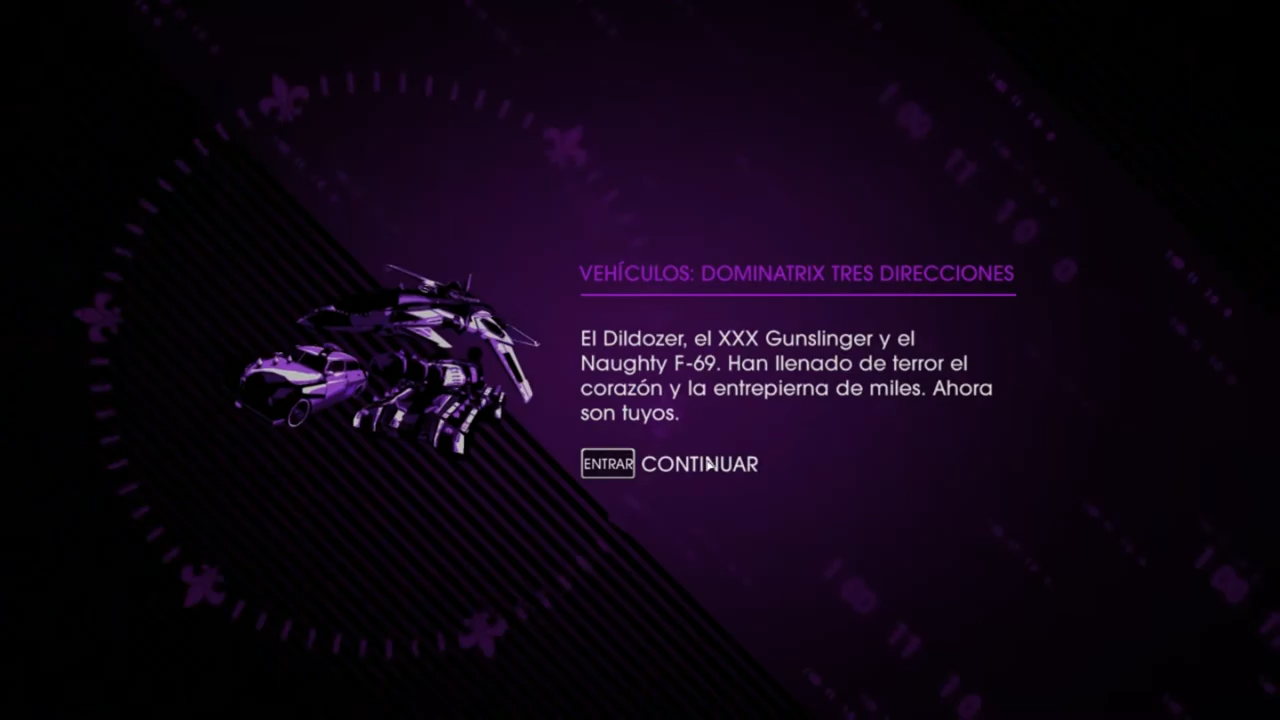 VEHÍCULOS: DOMINATRIX TRES DIRECCIONES
El Dildozer, el XXX Gunslinger y el
Naughty F-69. Han llenado de terror el
corazón y la entrepierna de miles. Ahora
son tuyos.
ENTRAR CONTINUAR